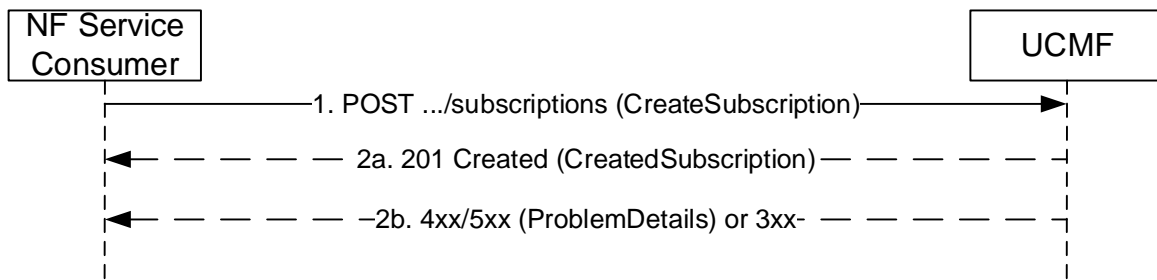 NF Service
Consumer
UCMF
1. POST .../subscriptions (CreateSubscription)
2a. 201 Created (CreatedSubscription)
2b. 4xx/5xx (ProblemDetails) or 3xx